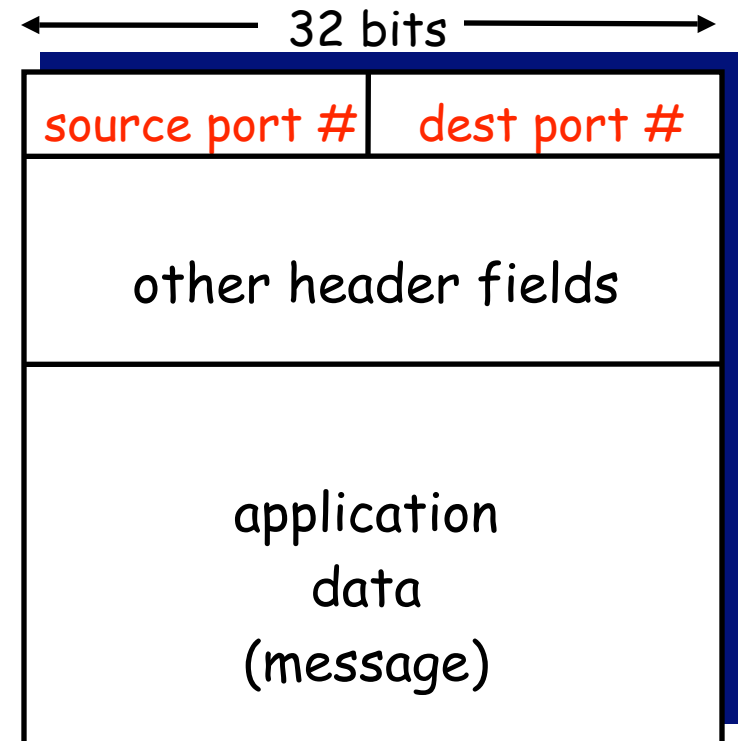 32 bits
source port # dest port #
other header fields
application
data
(message)